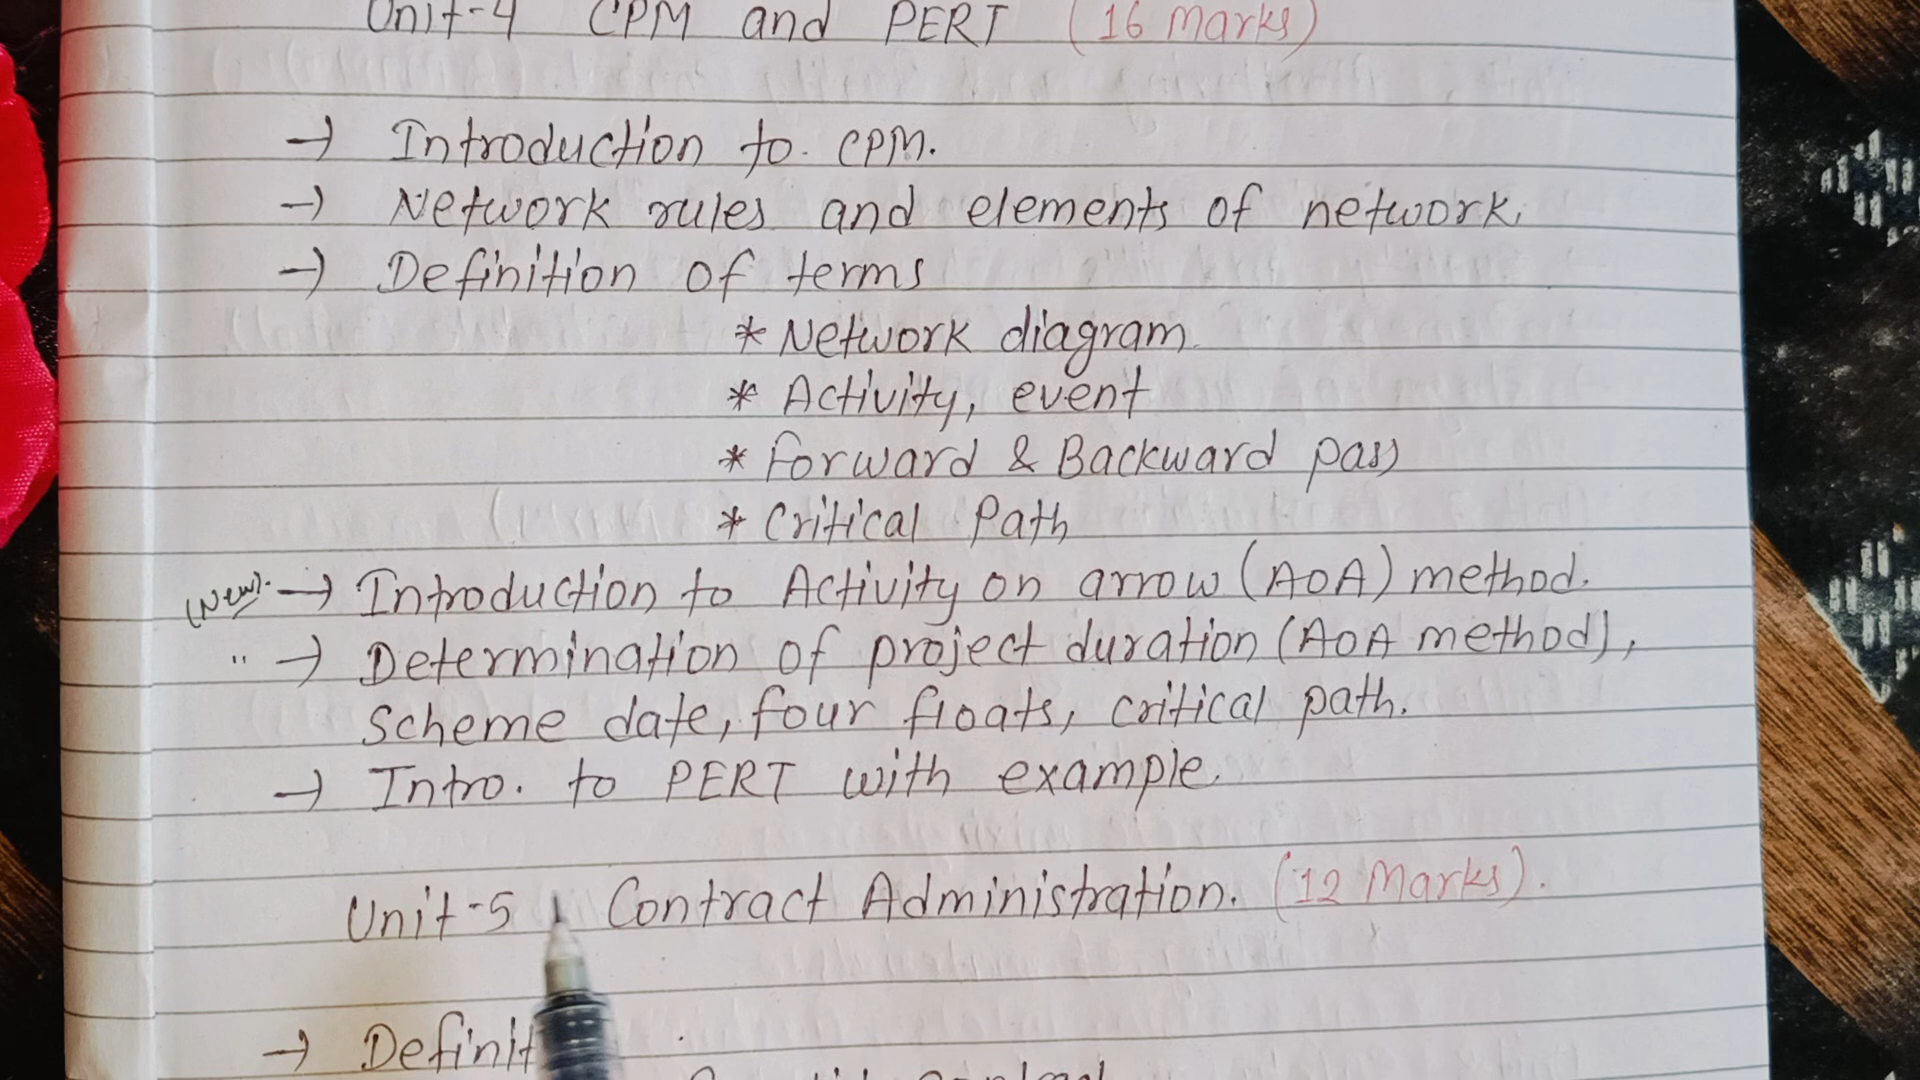 Unit-4 CPM and PERT (16 Marks)
→ Introduction to CPM.
→ Network rules and elements of network.
→ Definition of terms
* Network diagram
* Activity, event
* Forward & Backward pass
* Critical Path
(New). → Introduction to Activity on arrow (AOA) method.
" → Determination of project duration (AOA method),
Scheme date, four floats, critical path.
→ Intro. to PERT with example.
Unit-5 Contract Administration. (12 Marks).
→ Definit